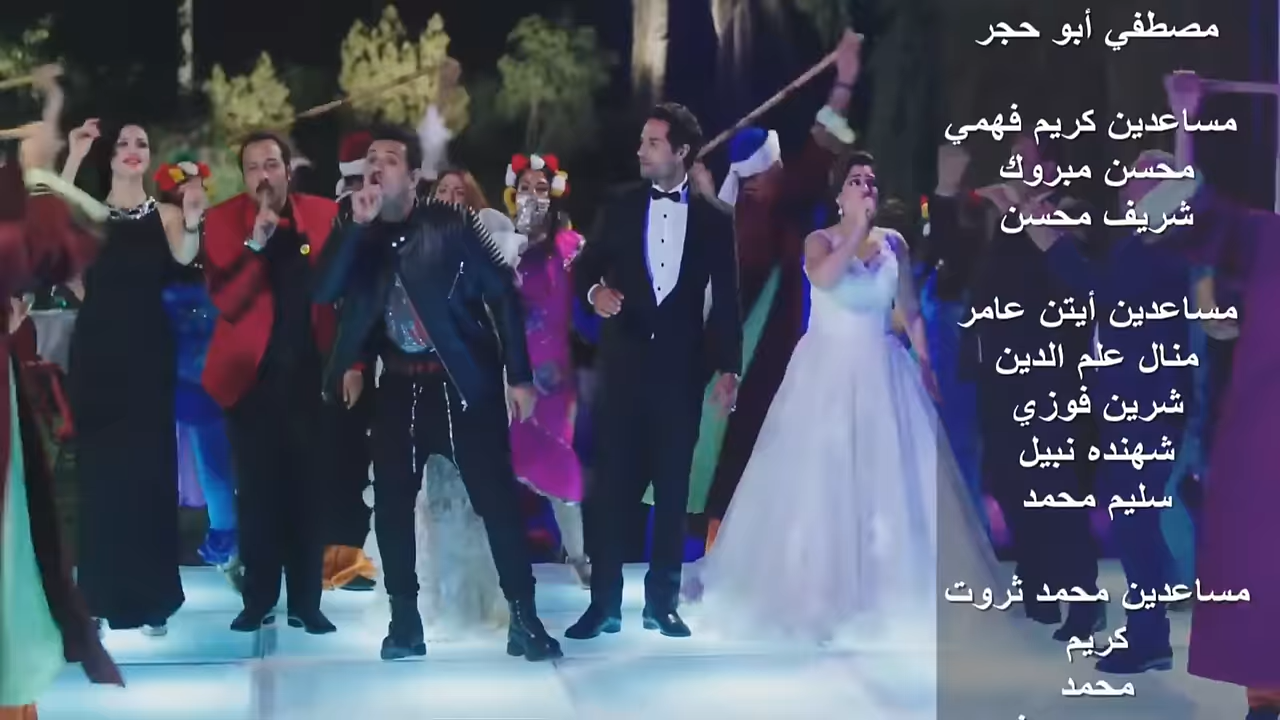 مصطفي أبو حجر
مساعدين كريم فهمي
محسن مبروك
شريف محسن
مساعدين أيتن عامر
منال علم الدين
شرين فوزي
شهنده نبيل
سليم محمد
مساعدين محمد ثروت
كريم
محمد